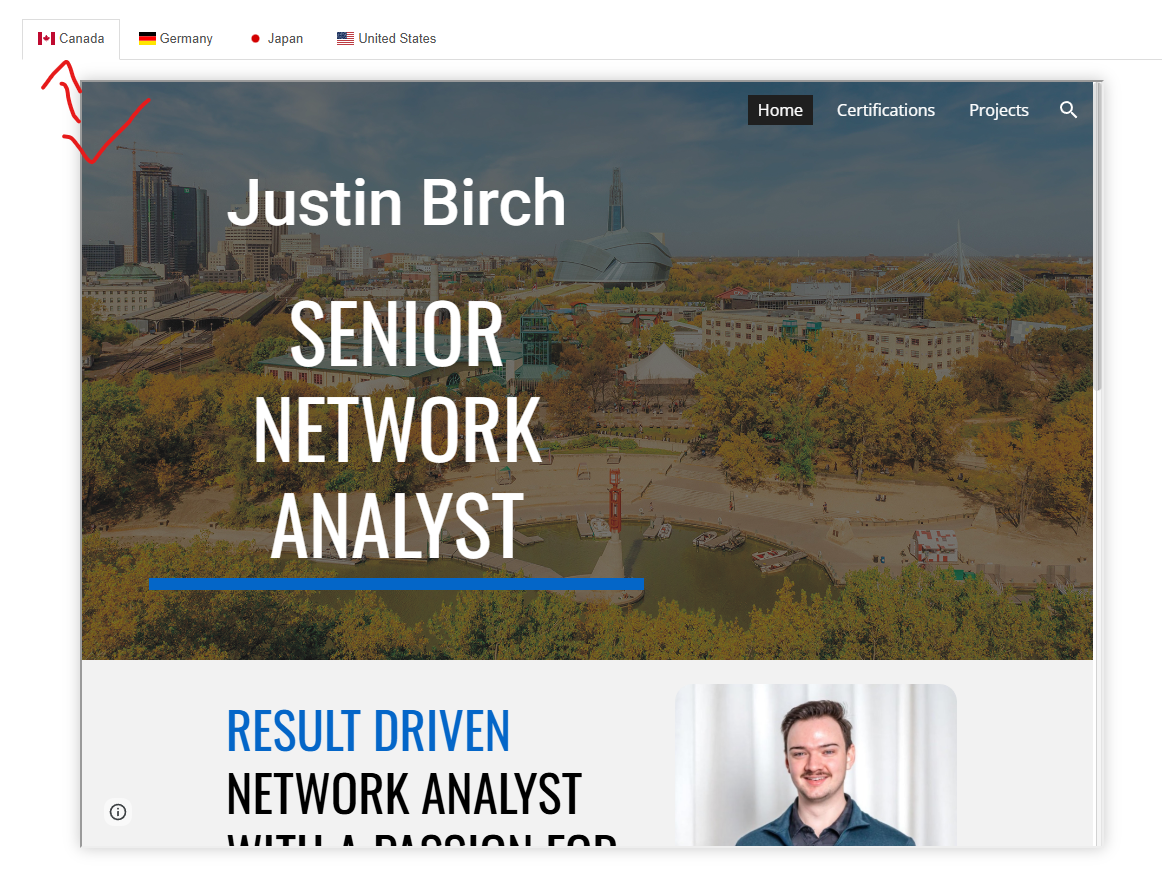 Canada Germany Japan United States
Home Certifications Projects
Justin Birch
SENIOR
NETWORK
ANALYST
RESULT DRIVEN
NETWORK ANALYST
WITH A PASSION FOR